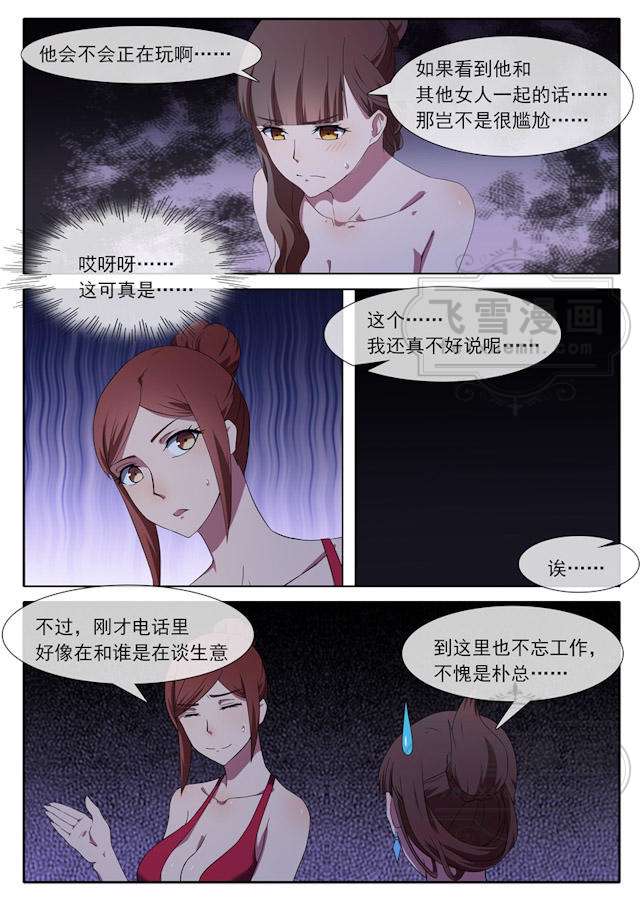 他会不会正在玩啊……
如果看到他和
其他女人一起的话……
那岂不是很尴尬……
哎呀呀……
这可真是……
飞雪漫画
这个……
我还真不好说呢……
诶……
不过，刚才电话里
好像在和谁是在谈生意
到这里也不忘工作，
不愧是朴总……